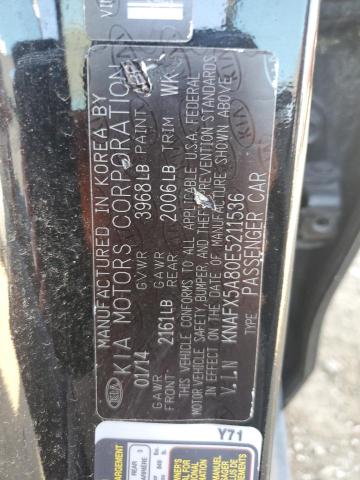 MANUFACTURED IN KOREA BY
KIA MOTORS CORPORATION
01/14 GVWR 3968LB PAINT
GAWR FRONT 2161LB GAWR REAR 2006LB TRIM WK
THIS VEHICLE CONFORMS TO ALL APPLICABLE U.S.A. FEDERAL
MOTOR VEHICLE SAFETY, BUMPER, AND THEFT PREVENTION STANDARDS
IN EFFECT ON THE DATE OF MANUFACTURE SHOWN ABOVE.
V.I.N KNAFX5A80E5211536
TYPE PASSENGER CAR
KIA
Y71